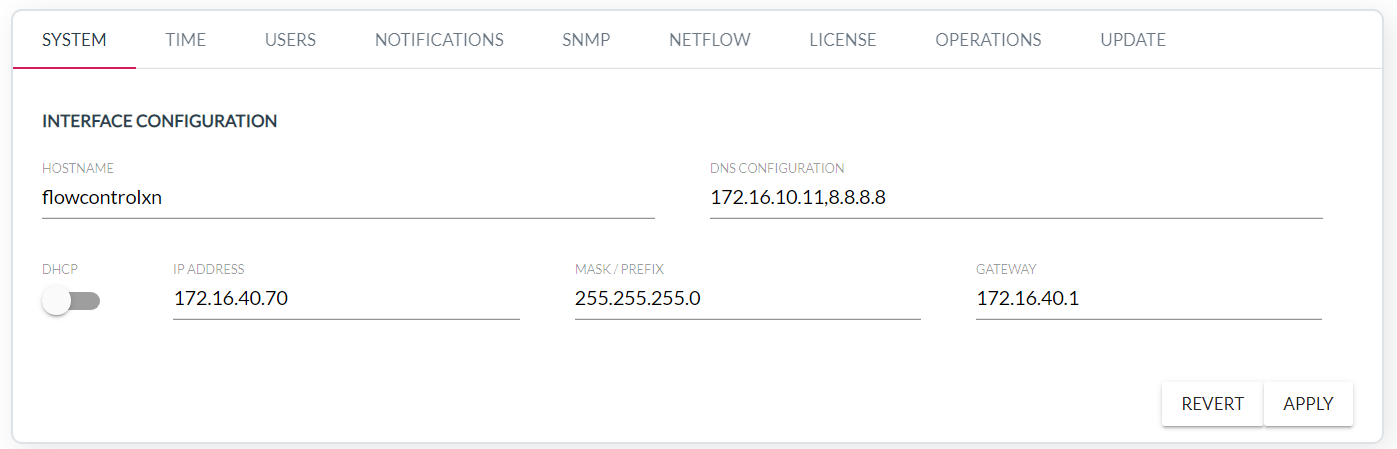 SYSTEM TIME USERS NOTIFICATIONS SNMP NETFLOW LICENSE OPERATIONS UPDATE
INTERFACE CONFIGURATION
HOSTNAME DNS CONFIGURATION
flowcontrolxn 172.16.10.11,8.8.8.8
DHCP IP ADDRESS MASK / PREFIX GATEWAY
172.16.40.70 255.255.255.0 172.16.40.1
REVERT APPLY